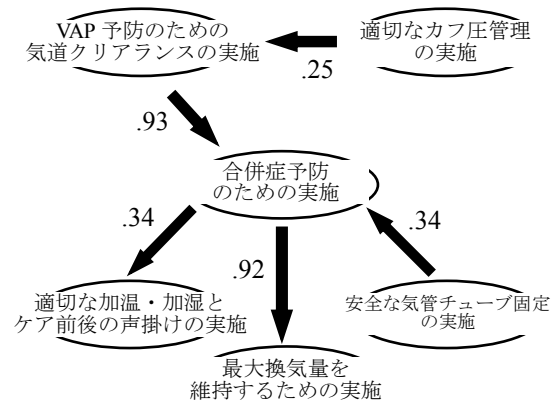 VAP 予防のための
気道クリアランスの実施
適切なカフ圧管理
の実施
.25
.93
合併症予防
のための実施
.34
.92
.34
適切な加温・加湿と
ケア前後の声掛けの実施
安全な気管チューブ固定
の実施
最大換気量を
維持するための実施